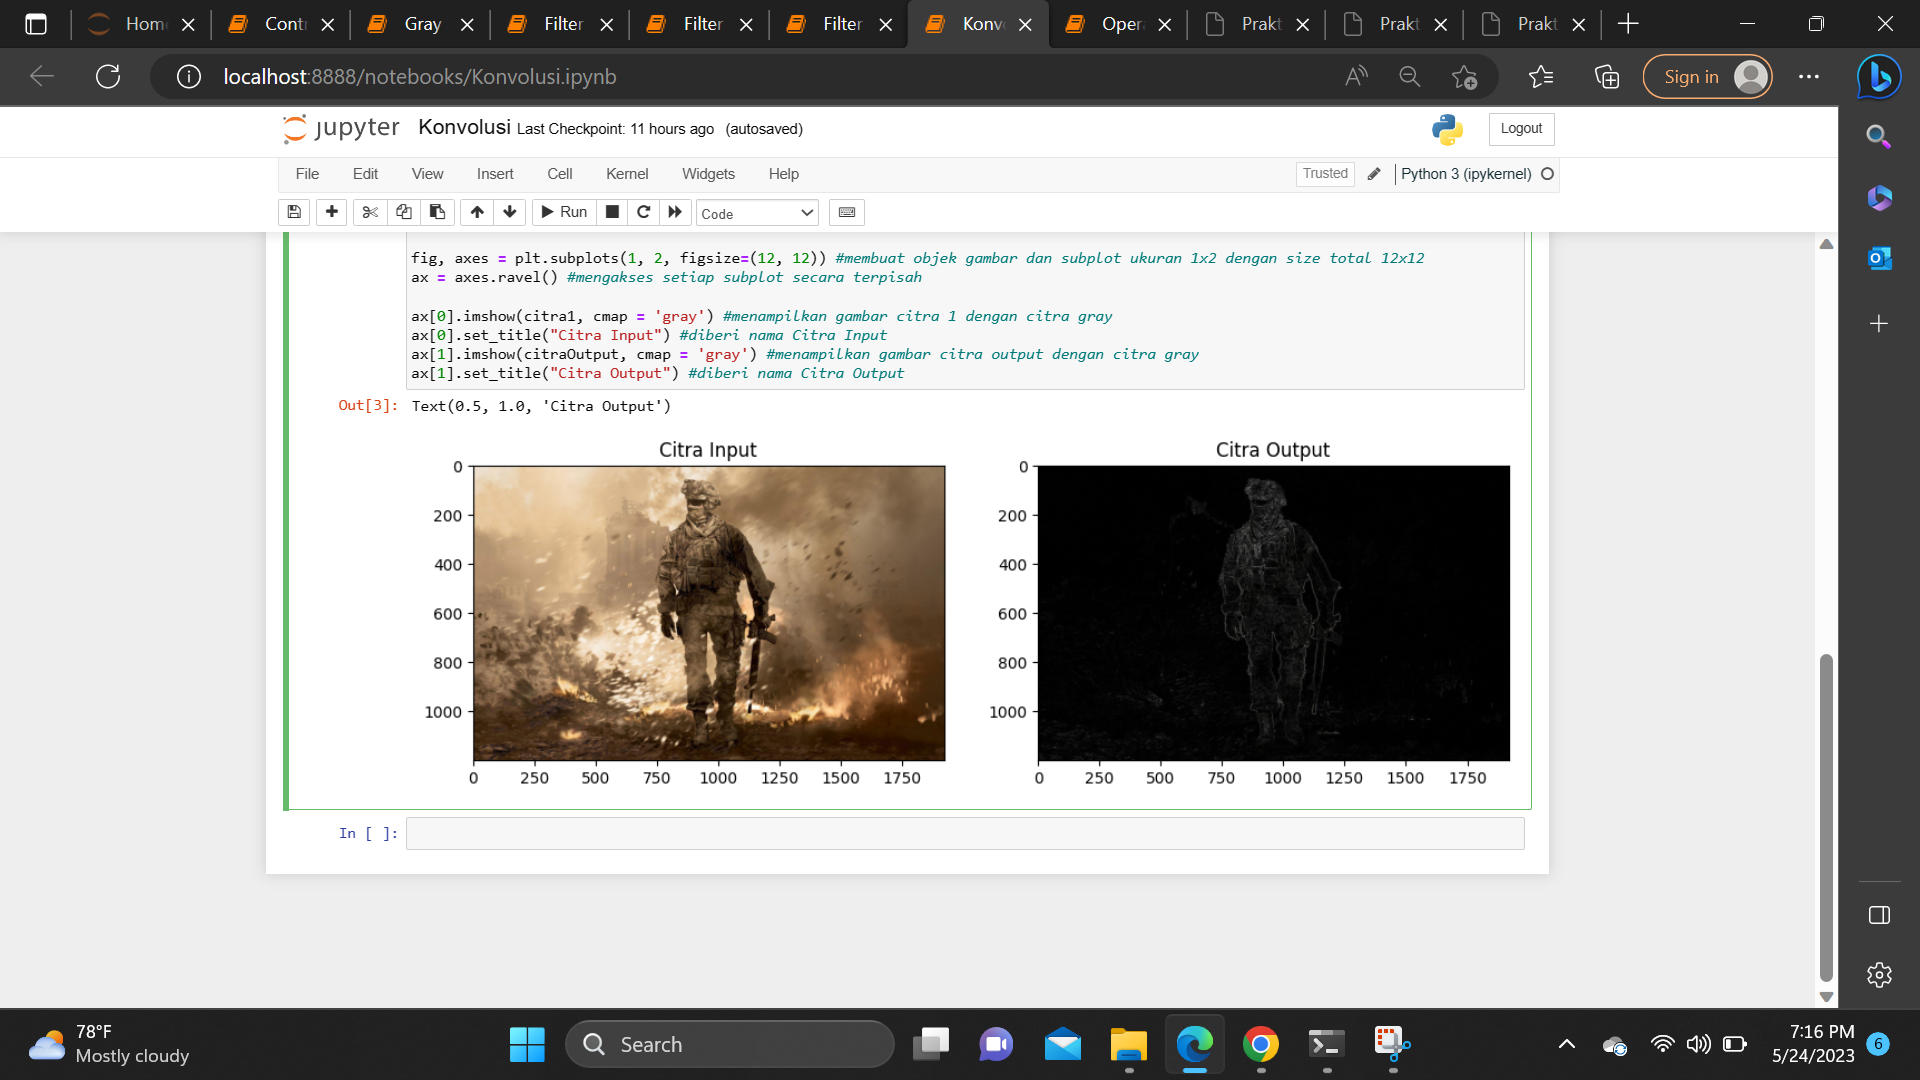 Home
Contr
Gray
Filter
Filter
Filter
Konvo
Opera
Prakt
Prakt
Prakt
localhost:8888/notebooks/Konvolusi.ipynb
Sign in
jupyter Konvolusi Last Checkpoint: 11 hours ago (autosaved)
Logout
File Edit View Insert Cell Kernel Widgets Help
Trusted
Python 3 (ipykernel)
Run
Code
fig, axes = plt.subplots(1, 2, figsize=(12, 12)) #membuat objek gambar dan subplot ukuran 1x2 dengan size total 12x12
ax = axes.ravel() #mengakses setiap subplot secara terpisah
ax[0].imshow(citra1, cmap = 'gray') #menampilkan gambar citra 1 dengan citra gray
ax[0].set_title("Citra Input") #diberi nama Citra Input
ax[1].imshow(citraOutput, cmap = 'gray') #menampilkan gambar citra output dengan citra gray
ax[1].set_title("Citra Output") #diberi nama Citra Output
Out[3]: Text(0.5, 1.0, 'Citra Output')
Citra Input
0
200
400
600
800
1000
0 250 500 750 1000 1250 1500 1750
Citra Output
0
200
400
600
800
1000
0 250 500 750 1000 1250 1500 1750
In [ ]:
78°F
Mostly cloudy
Search
7:16 PM
5/24/2023
6